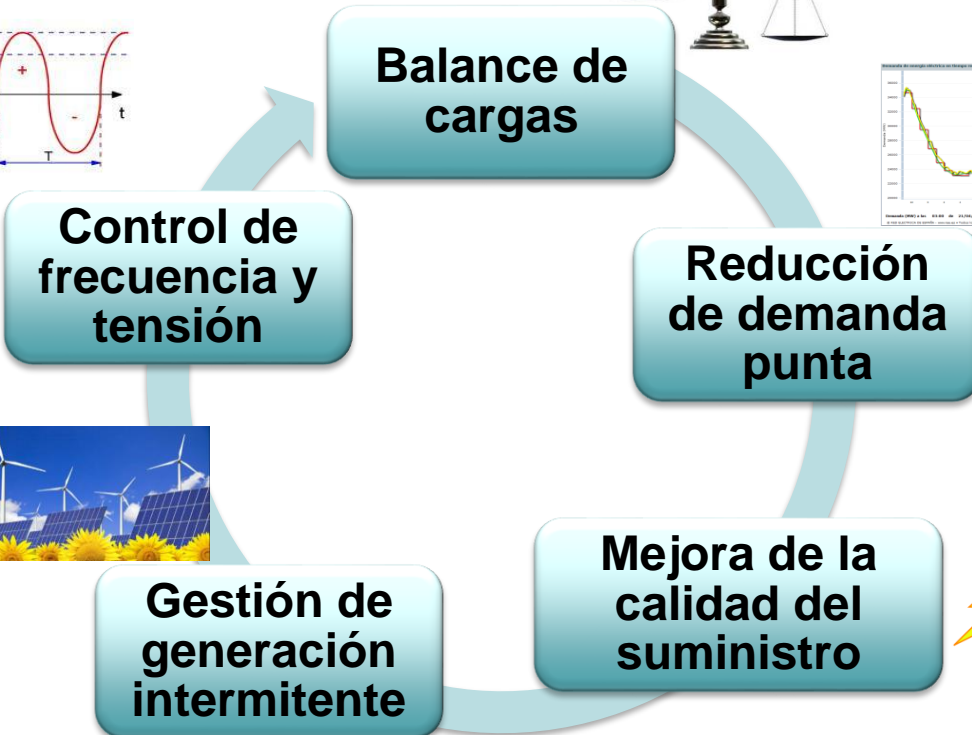 +
-
t
T
Balance de
cargas
Control de
frecuencia y
tensión
Reducción
de demanda
punta
Mejora de la
calidad del
suministro
Gestión de
generación
intermitente